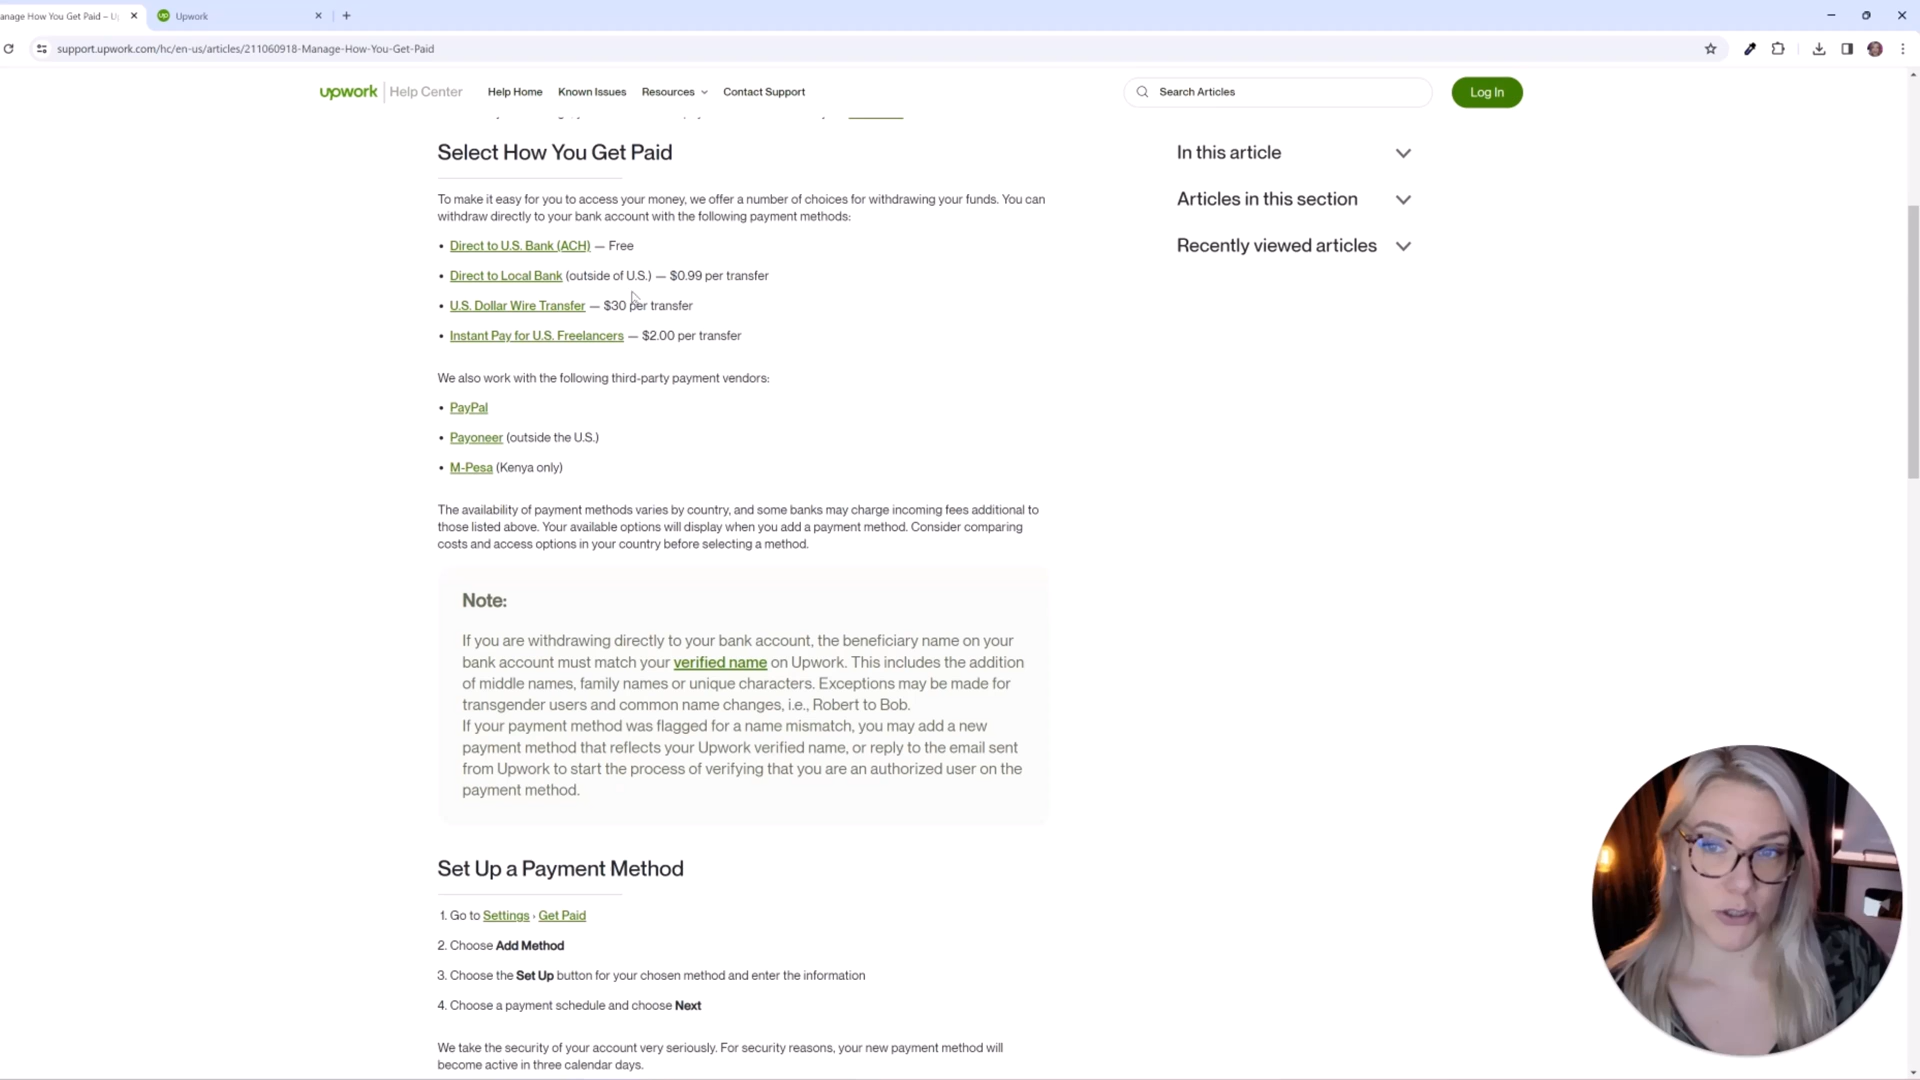 anage How You Get Paid – U
Upwork
support.upwork.com/hc/en-us/articles/211060918-Manage-How-You-Get-Paid
upwork Help Center Help Home Known Issues Resources Contact Support Search Articles Log In
Select How You Get Paid
To make it easy for you to access your money, we offer a number of choices for withdrawing your funds. You can
withdraw directly to your bank account with the following payment methods:
• Direct to U.S. Bank (ACH) — Free
• Direct to Local Bank (outside of U.S.) — $0.99 per transfer
• U.S. Dollar Wire Transfer — $30 per transfer
• Instant Pay for U.S. Freelancers — $2.00 per transfer
We also work with the following third-party payment vendors:
• PayPal
• Payoneer (outside the U.S.)
• M-Pesa (Kenya only)
The availability of payment methods varies by country, and some banks may charge incoming fees additional to
those listed above. Your available options will display when you add a payment method. Consider comparing
costs and access options in your country before selecting a method.
Note:
If you are withdrawing directly to your bank account, the beneficiary name on your
bank account must match your verified name on Upwork. This includes the addition
of middle names, family names or unique characters. Exceptions may be made for
transgender users and common name changes, i.e., Robert to Bob.
If your payment method was flagged for a name mismatch, you may add a new
payment method that reflects your Upwork verified name, or reply to the email sent
from Upwork to start the process of verifying that you are an authorized user on the
payment method.
Set Up a Payment Method
1. Go to Settings › Get Paid
2. Choose Add Method
3. Choose the Set Up button for your chosen method and enter the information
4. Choose a payment schedule and choose Next
We take the security of your account very seriously. For security reasons, your new payment method will
become active in three calendar days.
In this article
Articles in this section
Recently viewed articles